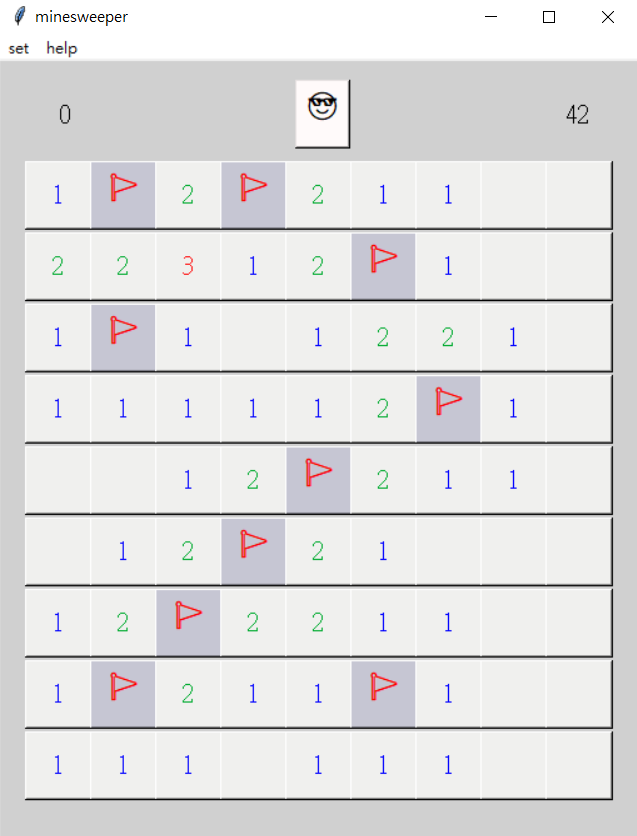 minesweeper
set help
0 42
1 2 2 1 1
2 2 3 1 2 1
1 1 1 2 2 1
1 1 1 1 1 2 1
1 2 2 1 1
1 2 2 1
1 2 2 2 1 1
1 2 1 1 1
1 1 1 1 1 1